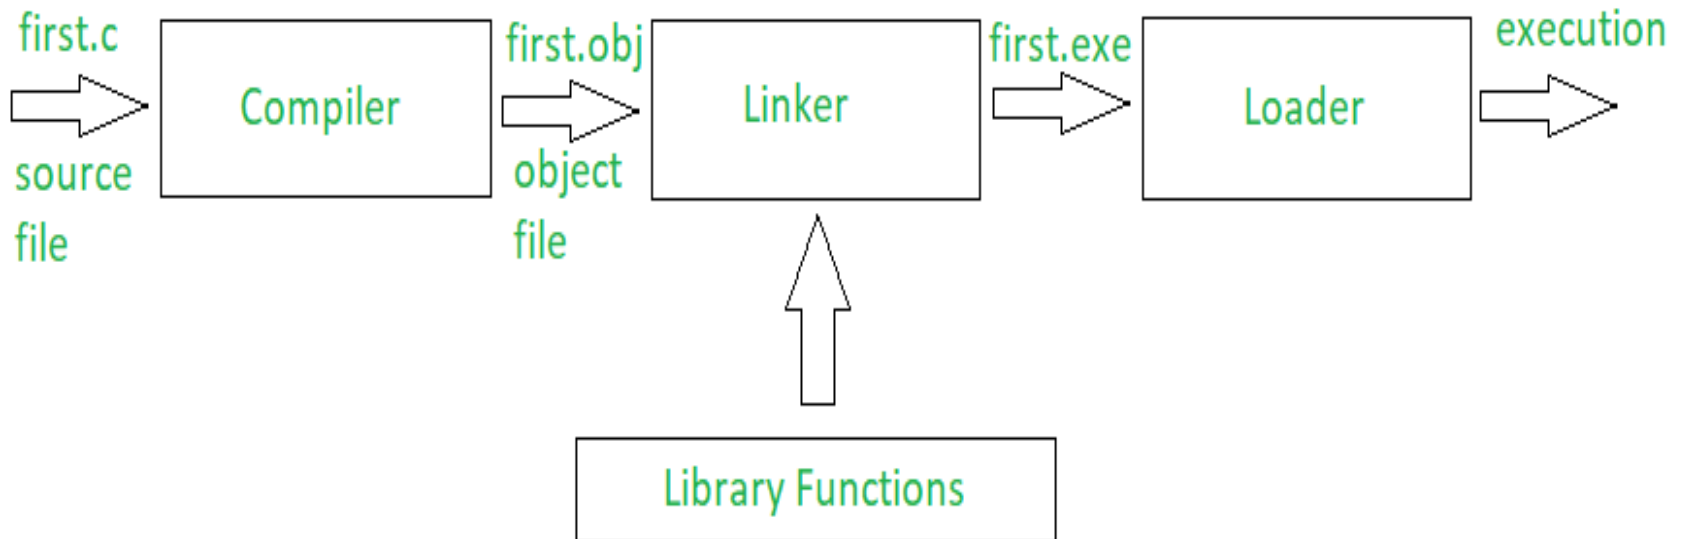 first.c
source
file
Compiler
first.obj
object
file
Linker
first.exe
Loader
execution
Library Functions